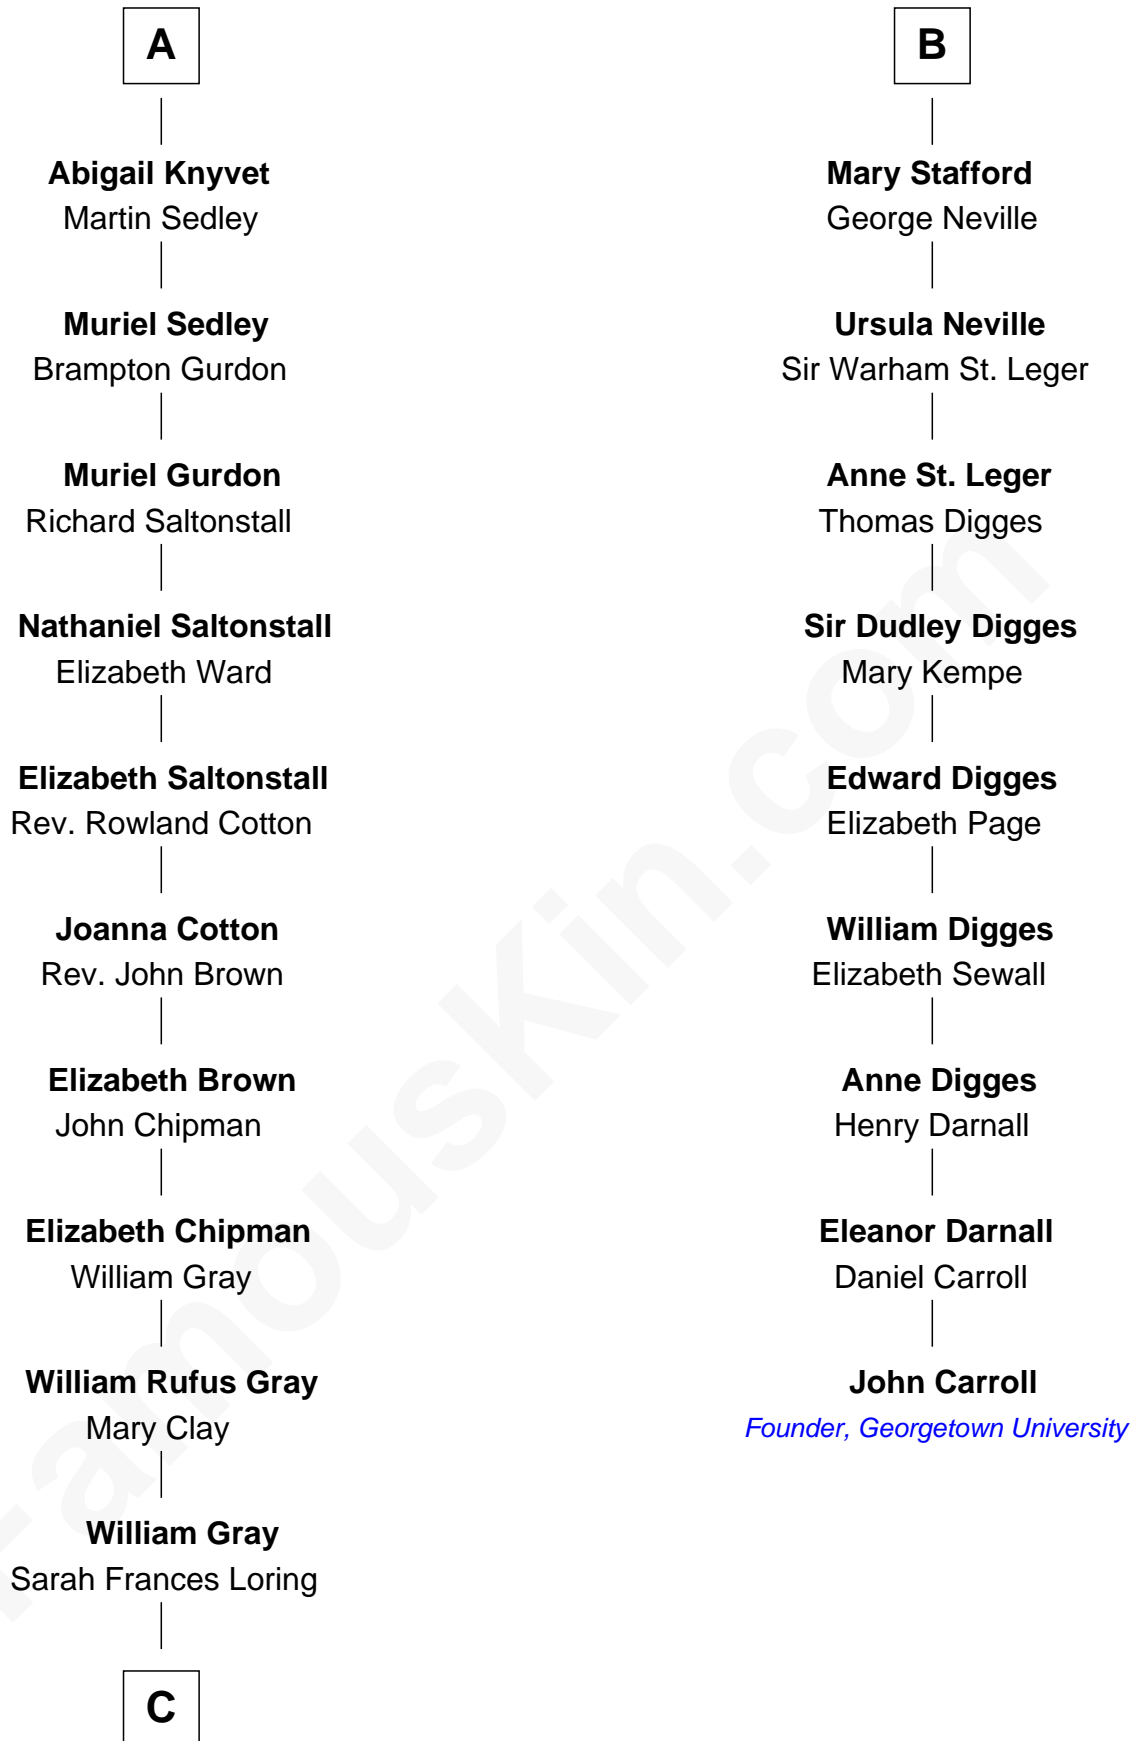 A
Abigail Knyvet
Martin Sedley
Muriel Sedley
Brampton Gurdon
Muriel Gurdon
Richard Saltonstall
Nathaniel Saltonstall
Elizabeth Ward
Elizabeth Saltonstall
Rev. Rowland Cotton
Joanna Cotton
Rev. John Brown
Elizabeth Brown
John Chipman
Elizabeth Chipman
William Gray
William Rufus Gray
Mary Clay
William Gray
Sarah Frances Loring
C
B
Mary Stafford
George Neville
Ursula Neville
Sir Warham St. Leger
Anne St. Leger
Thomas Digges
Sir Dudley Digges
Mary Kempe
Edward Digges
Elizabeth Page
William Digges
Elizabeth Sewall
Anne Digges
Henry Darnall
Eleanor Darnall
Daniel Carroll
John Carroll
Founder, Georgetown University
FamousKin.com